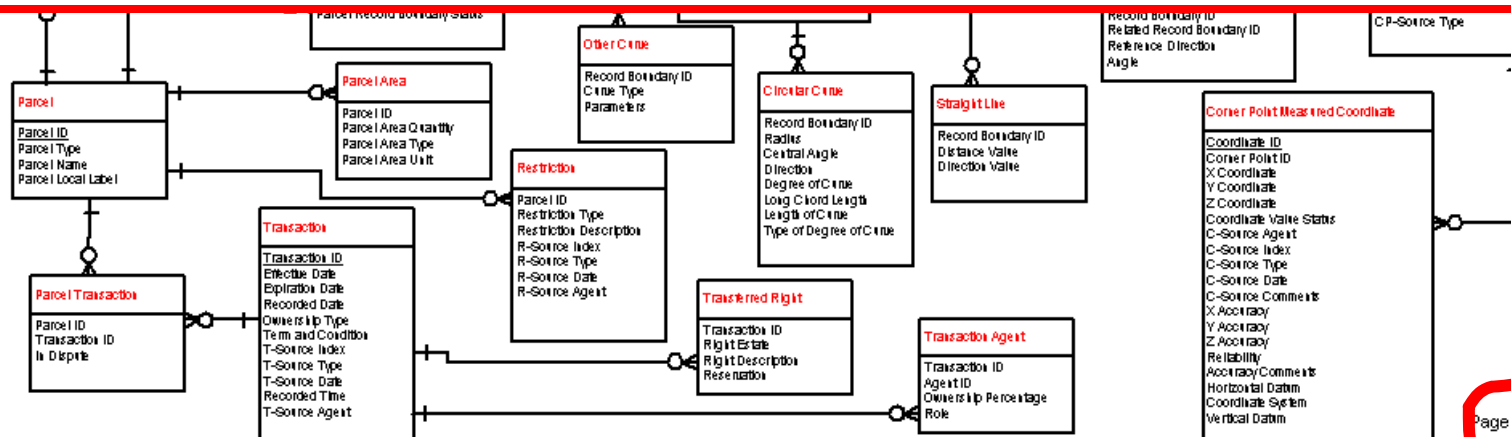 Parcel Record Boundary Status
Record Boundary ID
Related Record Boundary ID
Reference Direction
Angle
CP-Source Type
Other Curve
Record Boundary ID
Curve Type
Parameters
Parcel
Parcel ID
Parcel Type
Parcel Name
Parcel Local Label
Parcel Area
Parcel ID
Parcel Area Quantity
Parcel Area Type
Parcel Area Unit
Circular Curve
Record Boundary ID
Radius
Central Angle
Direction
Degree of Curve
Long Chord Length
Length of Curve
Type of Degree of Curve
Straight Line
Record Boundary ID
Distance Value
Direction Value
Corner Point Measured Coordinate
Coordinate ID
Corner Point ID
X Coordinate
Y Coordinate
Z Coordinate
Coordinate Value Status
C-Source Agent
C-Source Index
C-Source Type
C-Source Date
C-Source Comments
X Accuracy
Y Accuracy
Z Accuracy
Reliability
Accuracy Comments
Horizontal Datum
Coordinate System
Vertical Datum
Restriction
Parcel ID
Restriction Type
Restriction Description
R-Source Index
R-Source Type
R-Source Date
R-Source Agent
Transaction
Transaction ID
Effective Date
Expiration Date
Recorded Date
Ownership Type
Term and Condition
T-Source Index
T-Source Type
T-Source Date
Recorded Time
T-Source Agent
Parcel Transaction
Parcel ID
Transaction ID
In Dispute
Transferred Right
Transaction ID
Right Estate
Right Description
Reservation
Transaction Agent
Transaction ID
Agent ID
Ownership Percentage
Role
Page